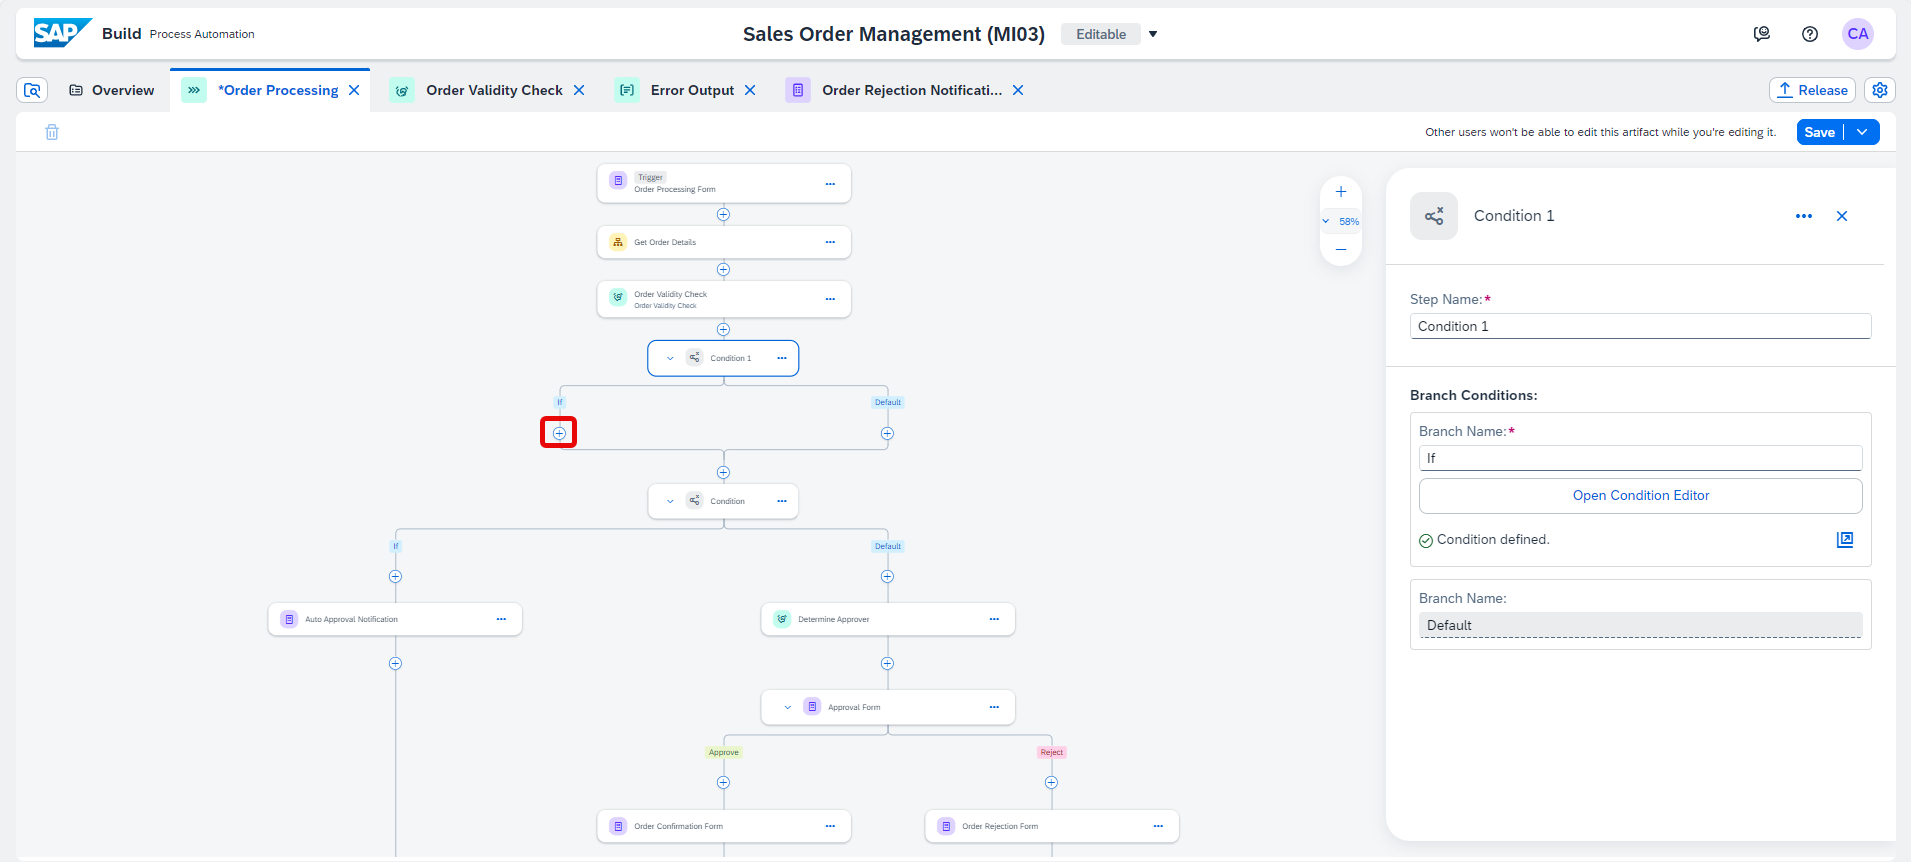 SAP Build Process Automation
Sales Order Management (MI03) Editable
CA
Overview
*Order Processing
Order Validity Check
Error Output
Order Rejection Notificati...
Release
Other users won't be able to edit this artifact while you're editing it.
Save
Trigger
Order Processing Form
Get Order Details
Order Validity Check
Order Validity Check
Condition 1
If
Default
Condition
If
Default
Auto Approval Notification
Determine Approver
Approval Form
Approve
Reject
Order Confirmation Form
Order Rejection Form
58%
Condition 1
Step Name:*
Condition 1
Branch Conditions:
Branch Name:*
If
Open Condition Editor
Condition defined.
Branch Name:
Default